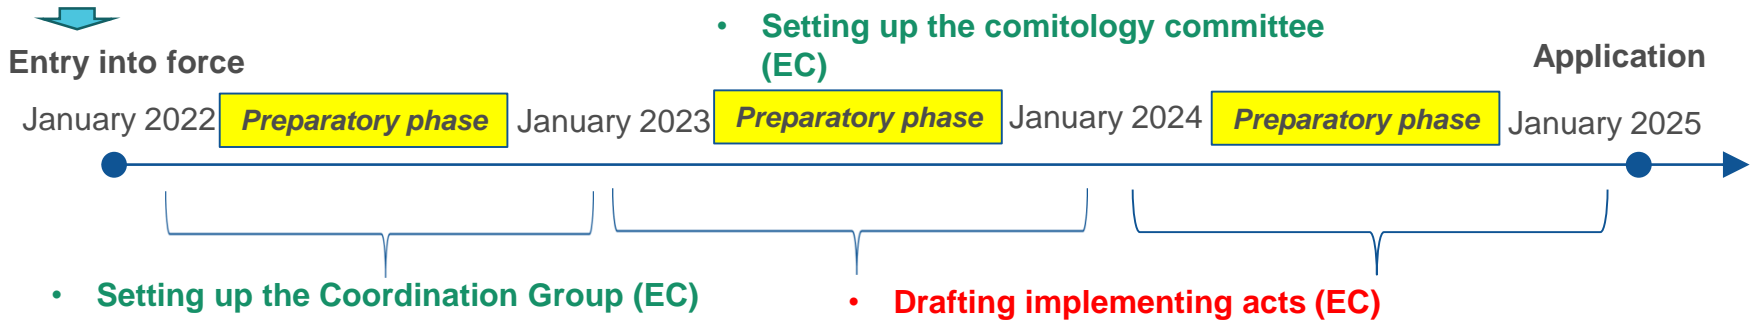 • Setting up the comitology committee
(EC)
Entry into force
Application
January 2022 Preparatory phase January 2023 Preparatory phase January 2024 Preparatory phase January 2025
• Setting up the Coordination Group (EC)
• Drafting implementing acts (EC)